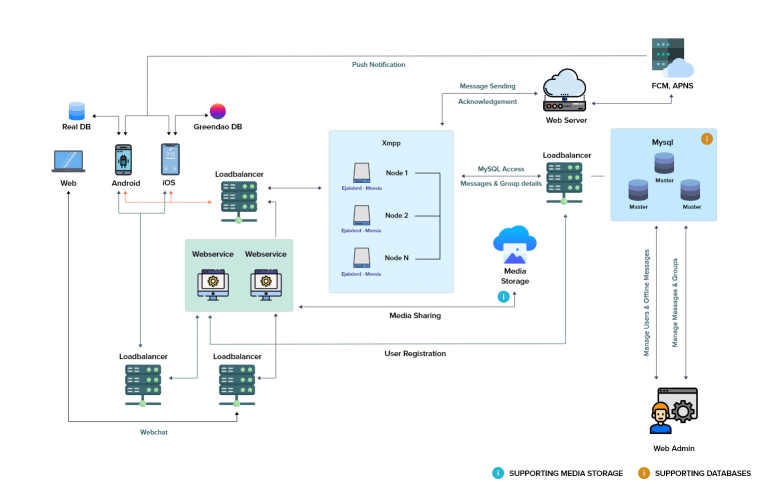 Push Notification
FCM, APNS
Message Sending
Acknowledgement
Web Server
Real DB
Greendao DB
Web
Android
iOS
Loadbalancer
Xmpp
Node 1
Ejabderd - Mnesia
Node 2
Ejabderd - Mnesia
Node N
Ejabderd - Mnesia
MySQL Access
Messages & Group details
Loadbalancer
Mysql
Master
Master
Master
Webservice
Webservice
Media
Storage
Media Sharing
User Registration
Manage Users & Offline Messages
Manage Messages & Groups
Loadbalancer
Loadbalancer
Webchat
Web Admin
SUPPORTING MEDIA STORAGE
SUPPORTING DATABASES